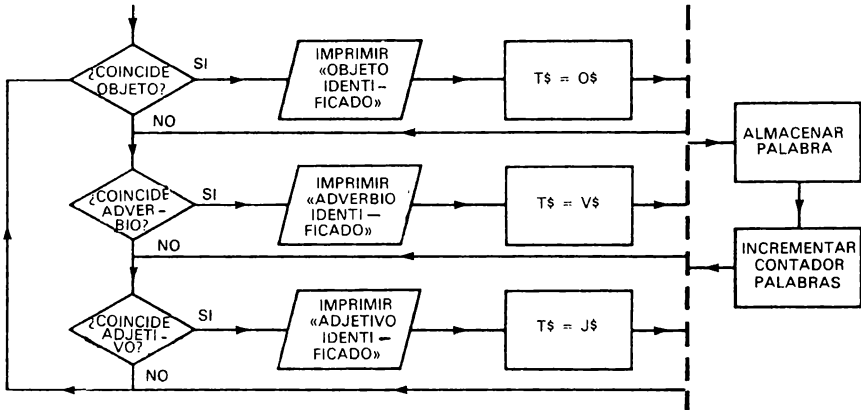 ¿COINCIDE
OBJETO?
SI
IMPRIMIR
«OBJETO
IDENTI-
FICADO»
T$ = O$
NO
ALMACENAR
PALABRA
¿COINCIDE
ADVER-
BIO?
SI
IMPRIMIR
«ADVERBIO
IDENTI-
FICADO»
T$ = V$
NO
INCREMENTAR
CONTADOR
PALABRAS
¿COINCIDE
ADJETI-
VO?
SI
IMPRIMIR
«ADJETIVO
IDENTI-
FICADO»
T$ = J$
NO